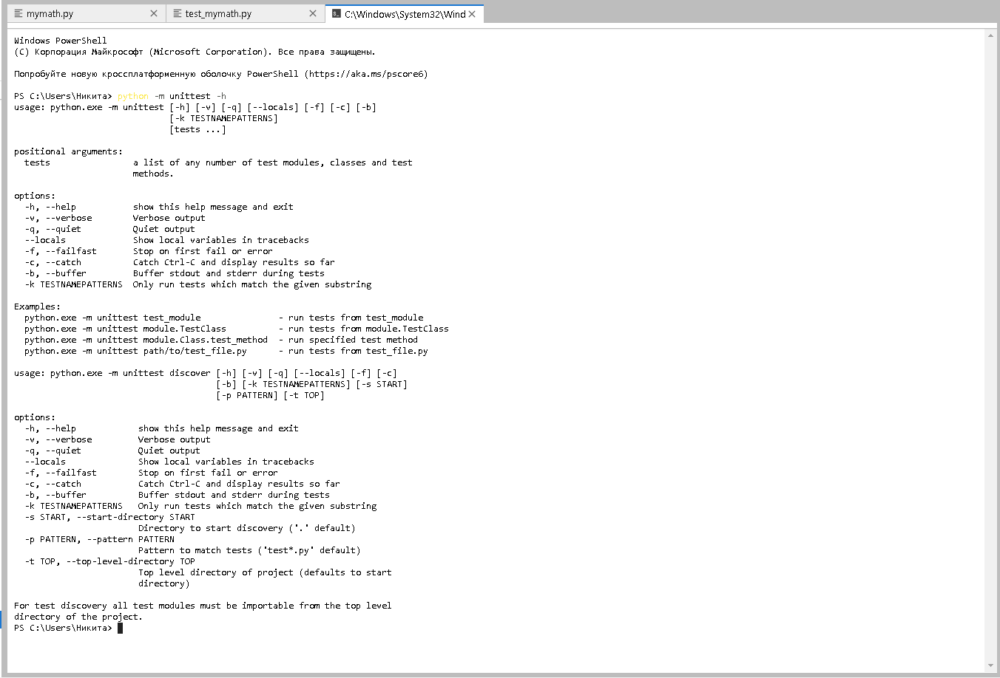 mymath.py
test_mymath.py
C:\Windows\System32\Wind
Windows PowerShell
(C) Корпорация Майкрософт (Microsoft Corporation). Все права защищены.
Попробуйте новую кроссплатформенную оболочку PowerShell (https://aka.ms/pscore6)
PS C:\Users\Никита> python -m unittest -h
usage: python.exe -m unittest [-h] [-v] [-q] [--locals] [-f] [-c] [-b]
[-k TESTNAMEPATTERNS]
[tests ...]
positional arguments:
tests a list of any number of test modules, classes and test
methods.
options:
-h, --help show this help message and exit
-v, --verbose Verbose output
-q, --quiet Quiet output
--locals Show local variables in tracebacks
-f, --failfast Stop on first fail or error
-c, --catch Catch Ctrl-C and display results so far
-b, --buffer Buffer stdout and stderr during tests
-k TESTNAMEPATTERNS Only run tests which match the given substring
Examples:
python.exe -m unittest test_module - run tests from test_module
python.exe -m unittest module.TestClass - run tests from module.TestClass
python.exe -m unittest module.Class.test_method - run specified test method
python.exe -m unittest path/to/test_file.py - run tests from test_file.py
usage: python.exe -m unittest discover [-h] [-v] [-q] [--locals] [-f] [-c]
[-b] [-k TESTNAMEPATTERNS] [-s START]
[-p PATTERN] [-t TOP]
options:
-h, --help show this help message and exit
-v, --verbose Verbose output
-q, --quiet Quiet output
--locals Show local variables in tracebacks
-f, --failfast Stop on first fail or error
-c, --catch Catch Ctrl-C and display results so far
-b, --buffer Buffer stdout and stderr during tests
-k TESTNAMEPATTERNS Only run tests which match the given substring
-s START, --start-directory START
Directory to start discovery ('.' default)
-p PATTERN, --pattern PATTERN
Pattern to match tests ('test*.py' default)
-t TOP, --top-level-directory TOP
Top level directory of project (defaults to start
directory)
For test discovery all test modules must be importable from the top level
directory of the project.
PS C:\Users\Никита>